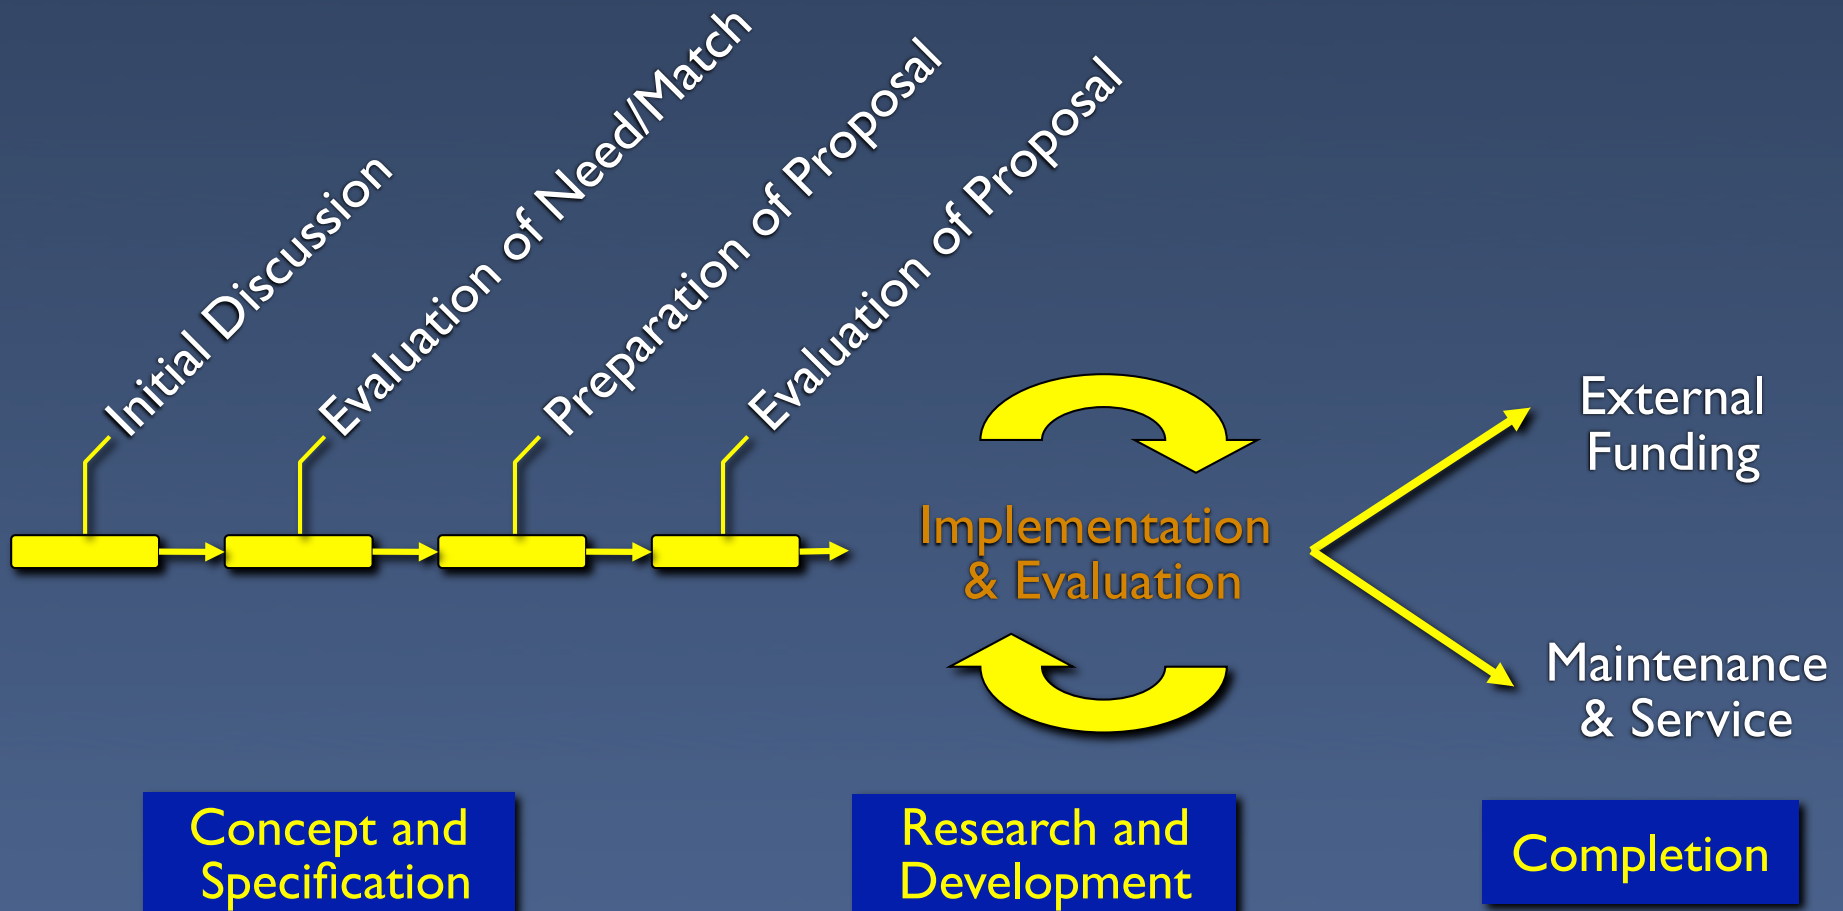 Initial Discussion
Evaluation of Need/Match
Preparation of Proposal
Evaluation of Proposal
Implementation
& Evaluation
External
Funding
Maintenance
& Service
Concept and
Specification
Research and
Development
Completion